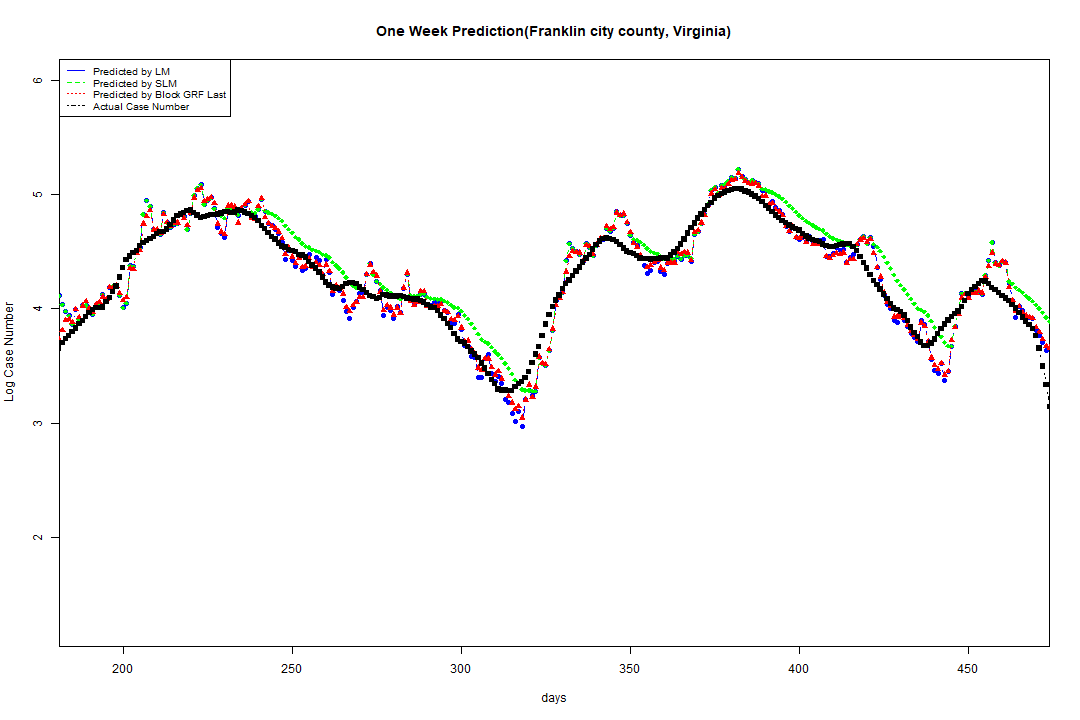 One Week Prediction(Franklin city county, Virginia)
Predicted by LM
Predicted by SLM
Predicted by Block GRF Last
Actual Case Number
6
5
4
3
2
Log Case Number
200 250 300 350 400 450
days